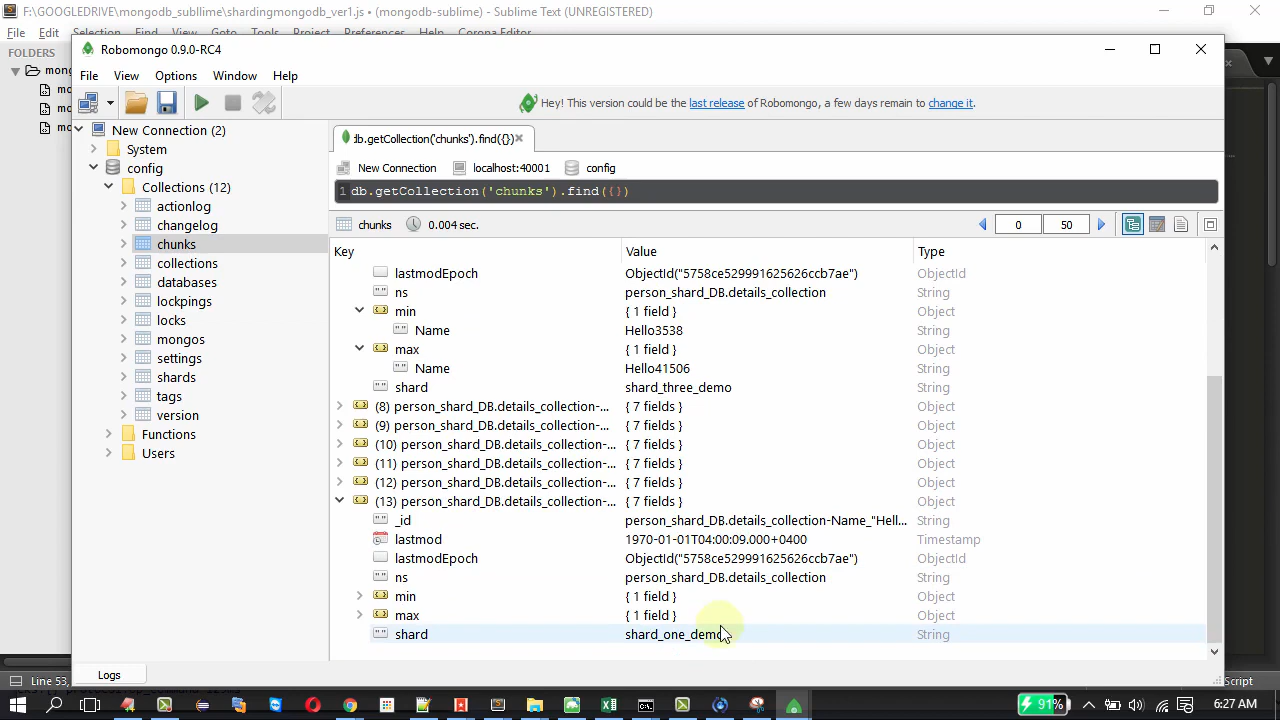 F:\GOOGLEDRIVE\mongodb_subllime\shardingmongodb_ver1.js • (mongodb-sublime) - Sublime Text (UNREGISTERED)
File Edit Selection Find View Goto Tools Project Preferences Help Corona Editor
FOLDERS
Robomongo 0.9.0-RC4
File View Options Window Help
Hey! This version could be the last release of Robomongo, a few days remain to change it.
New Connection (2)
System
config
Collections (12)
actionlog
changelog
chunks
collections
databases
lockpings
locks
mongos
settings
shards
tags
version
Functions
Users
db.getCollection('chunks').find({})
New Connection localhost:40001 config
1 db.getCollection('chunks').find({})
chunks 0.004 sec. 0 50
Key Value Type
lastmodEpoch ObjectId("5758ce529991625626ccb7ae") ObjectId
ns person_shard_DB.details_collection String
min { 1 field } Object
Name Hello3538 String
max { 1 field } Object
Name Hello41506 String
shard shard_three_demo String
(8) person_shard_DB.details_collection-... { 7 fields } Object
(9) person_shard_DB.details_collection-... { 7 fields } Object
(10) person_shard_DB.details_collection-... { 7 fields } Object
(11) person_shard_DB.details_collection-... { 7 fields } Object
(12) person_shard_DB.details_collection-... { 7 fields } Object
(13) person_shard_DB.details_collection-... { 7 fields } Object
_id person_shard_DB.details_collection-Name_"Hell... String
lastmod 1970-01-01T04:00:09.000+0400 Timestamp
lastmodEpoch ObjectId("5758ce529991625626ccb7ae") ObjectId
ns person_shard_DB.details_collection String
min { 1 field } Object
max { 1 field } Object
shard shard_one_demo String
Logs
Line 53,
Script
91%
6:27 AM